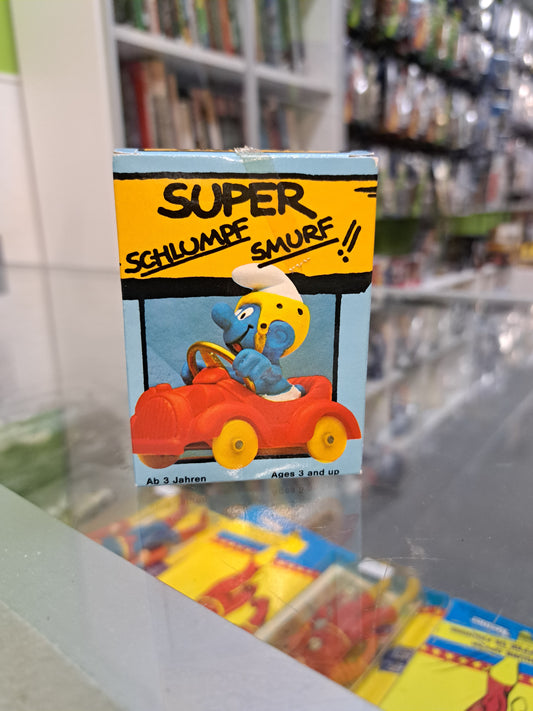 SUPER
SCHLUMPF SMURF!!
Ab 3 Jahren Ages 3 and up